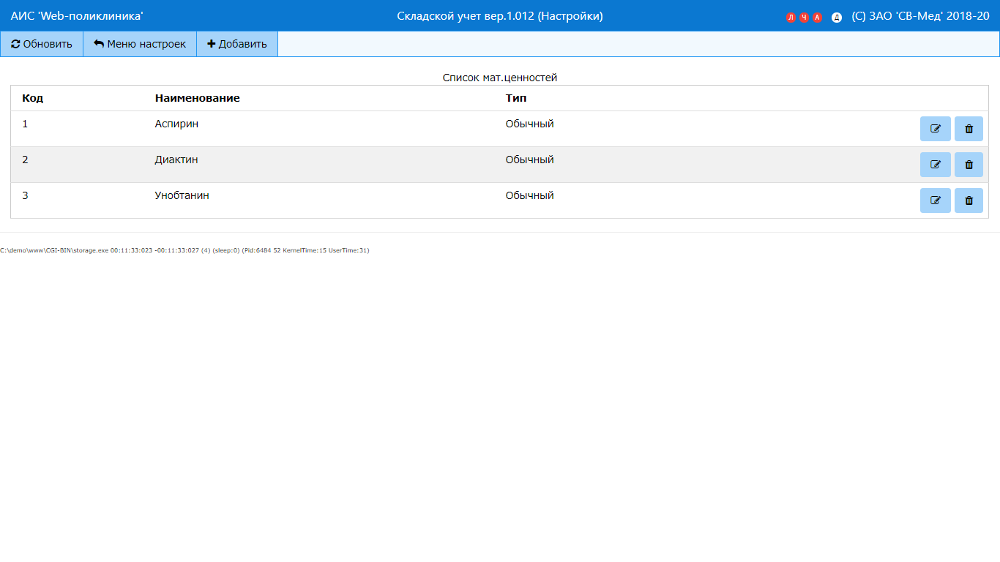 АИС 'Web-поликлиника' Складской учет вер.1.012 (Настройки) Л Ч А Д (C) ЗАО 'СВ-Мед' 2018-20
Обновить Меню настроек Добавить
Список мат.ценностей
Код Наименование Тип
1 Аспирин Обычный
2 Диактин Обычный
3 Унобтанин Обычный
C:\demo\www\CGI-BIN\storage.exe 00:11:33:023 -00:11:33:027 (4) (sleep:0) (Pid:6484 52 KernelTime:15 UserTime:31)